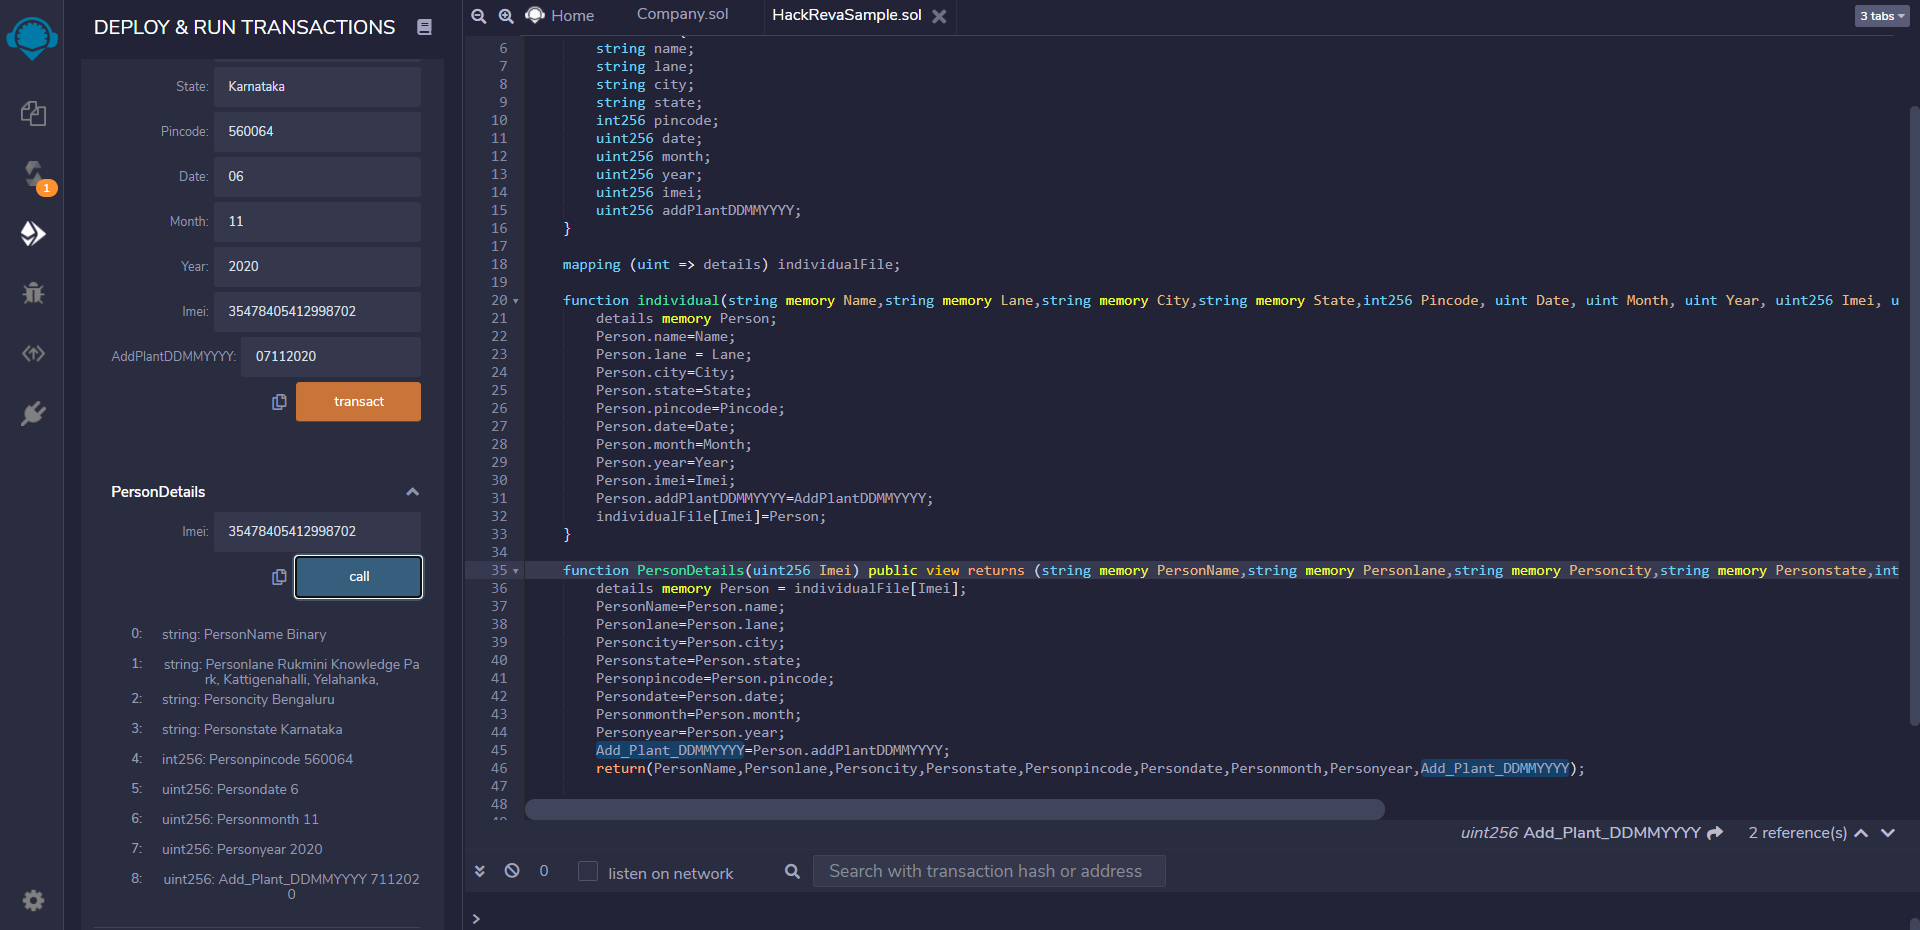 DEPLOY & RUN TRANSACTIONS
State: Karnataka
Pincode: 560064
Date: 06
Month: 11
Year: 2020
Imei: 35478405412998702
AddPlantDDMMYYYY: 07112020
transact
PersonDetails
Imei: 35478405412998702
call
0: string: PersonName Binary
1: string: Personlane Rukmini Knowledge Pa
rk, Kattigenahalli, Yelahanka,
2: string: Personcity Bengaluru
3: string: Personstate Karnataka
4: int256: Personpincode 560064
5: uint256: Persondate 6
6: uint256: Personmonth 11
7: uint256: Personyear 2020
8: uint256: Add_Plant_DDMMYYYY 711202
0
1
Home Company.sol HackRevaSample.sol 3 tabs
6 string name;
7 string lane;
8 string city;
9 string state;
10 int256 pincode;
11 uint256 date;
12 uint256 month;
13 uint256 year;
14 uint256 imei;
15 uint256 addPlantDDMMYYYY;
16 }
17
18 mapping (uint => details) individualFile;
19
20 function individual(string memory Name,string memory Lane,string memory City,string memory State,int256 Pincode, uint Date, uint Month, uint Year, uint256 Imei, u
21 details memory Person;
22 Person.name=Name;
23 Person.lane = Lane;
24 Person.city=City;
25 Person.state=State;
26 Person.pincode=Pincode;
27 Person.date=Date;
28 Person.month=Month;
29 Person.year=Year;
30 Person.imei=Imei;
31 Person.addPlantDDMMYYYY=AddPlantDDMMYYYY;
32 individualFile[Imei]=Person;
33 }
34
35 function PersonDetails(uint256 Imei) public view returns (string memory PersonName,string memory Personlane,string memory Personcity,string memory Personstate,int
36 details memory Person = individualFile[Imei];
37 PersonName=Person.name;
38 Personlane=Person.lane;
39 Personcity=Person.city;
40 Personstate=Person.state;
41 Personpincode=Person.pincode;
42 Persondate=Person.date;
43 Personmonth=Person.month;
44 Personyear=Person.year;
45 Add_Plant_DDMMYYYY=Person.addPlantDDMMYYYY;
46 return(PersonName,Personlane,Personcity,Personstate,Personpincode,Persondate,Personmonth,Personyear,Add_Plant_DDMMYYYY);
47
48
uint256 Add_Plant_DDMMYYYY 2 reference(s)
0 listen on network Search with transaction hash or address
>